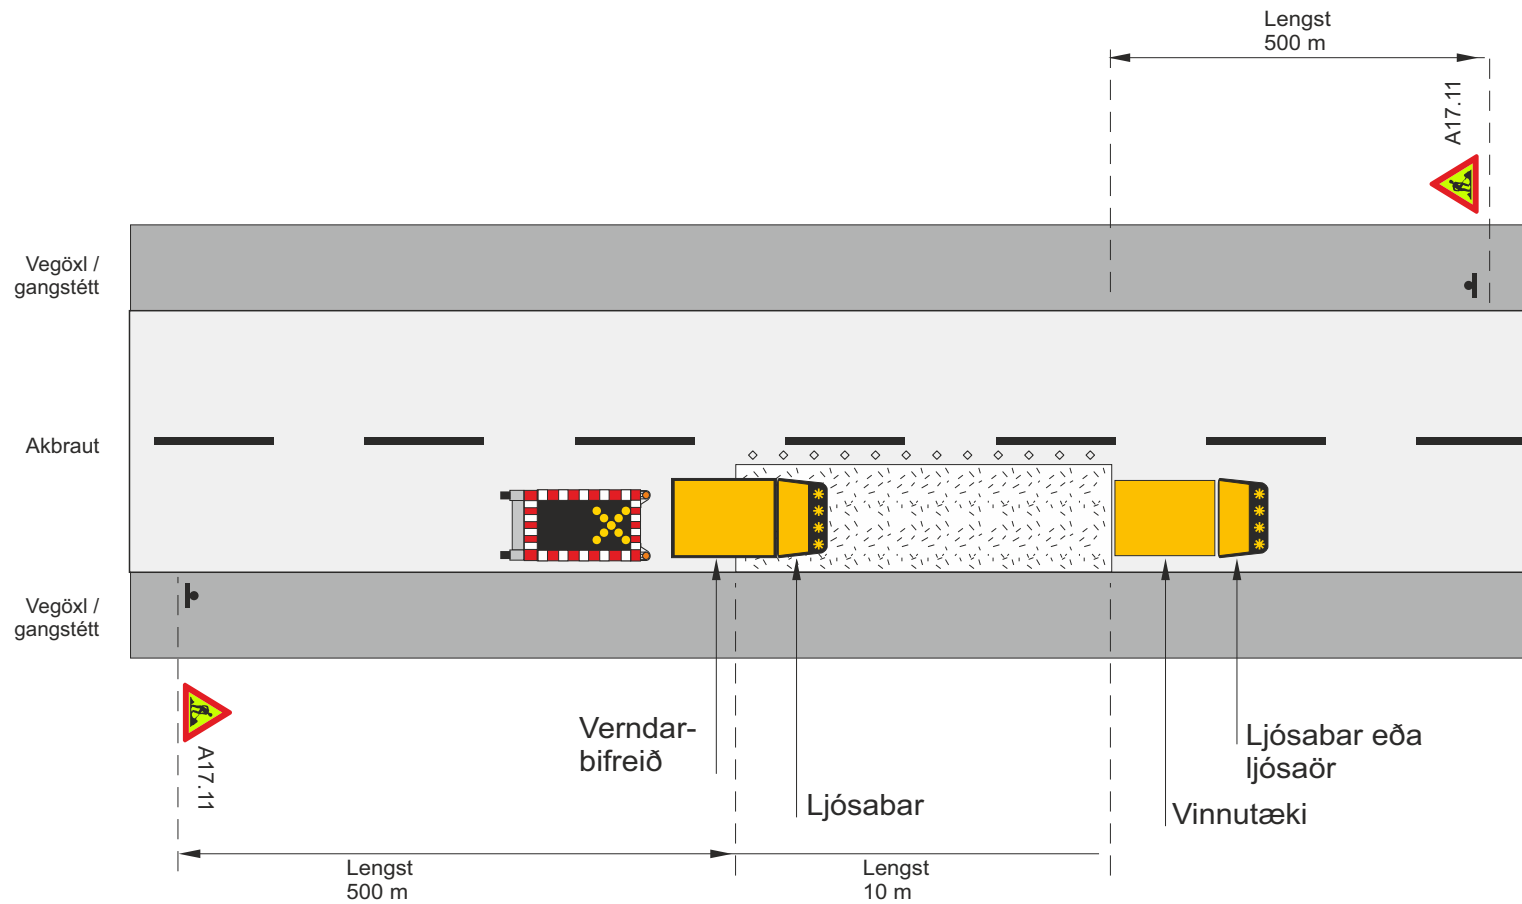 Lengst
500 m
A17.11
Vegöxl /
gangstétt
Akbraut
Vegöxl /
gangstétt
A17.11
Verndar-
bifreið
Ljósabar
Ljósabar eða
ljósaör
Vinnutæki
Lengst
500 m
Lengst
10 m